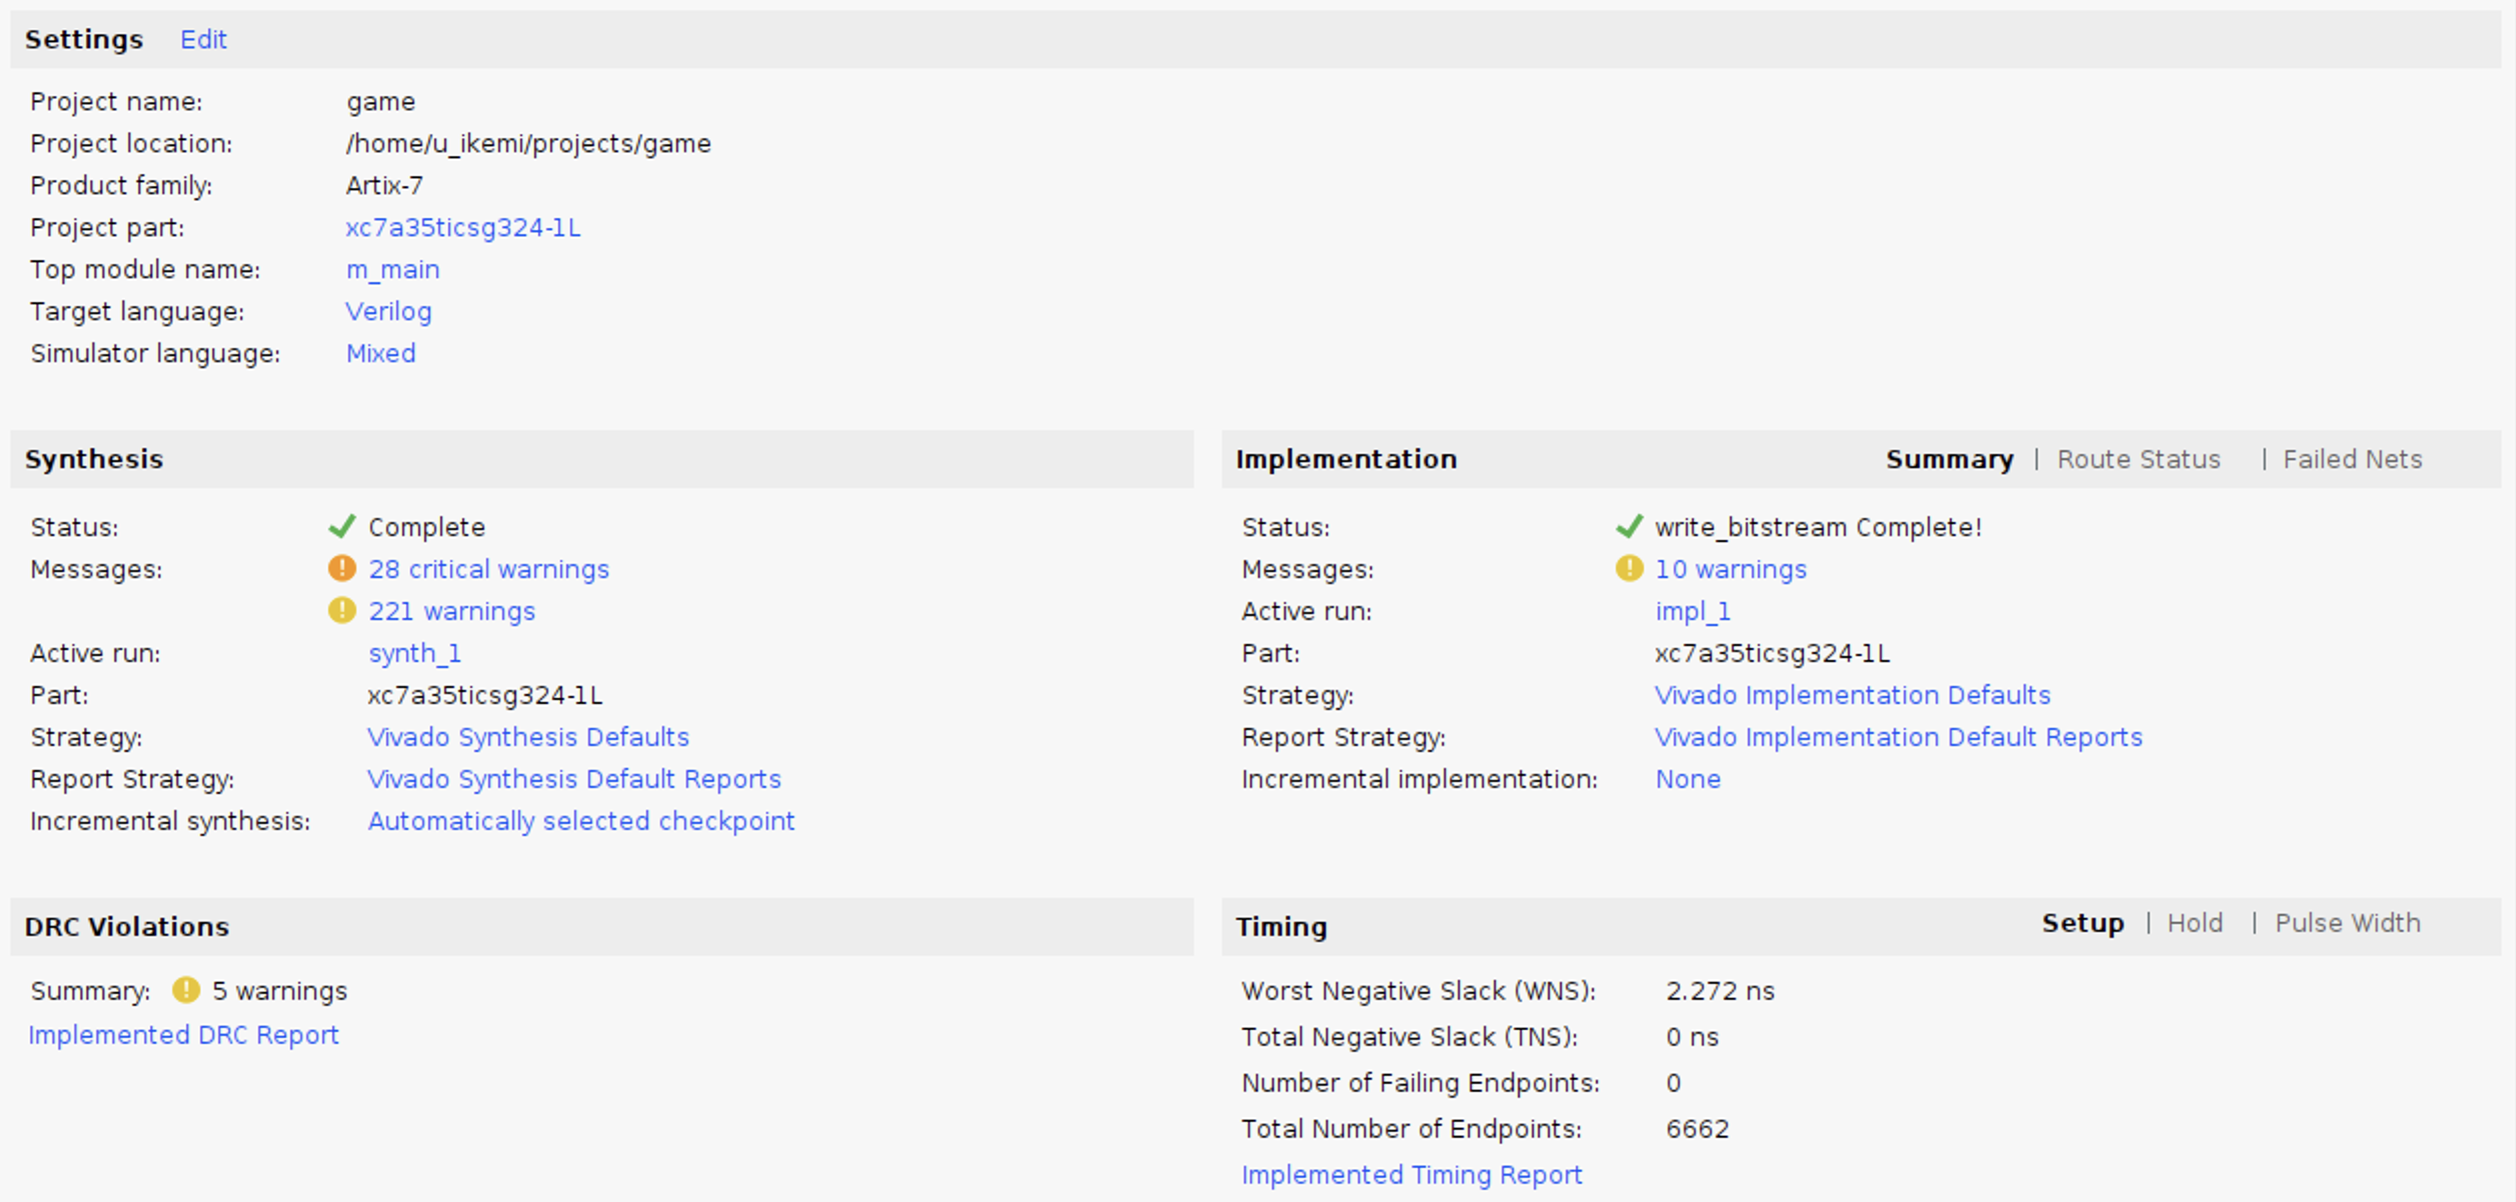 Settings Edit
Project name: game
Project location: /home/u_ikemi/projects/game
Product family: Artix-7
Project part: xc7a35ticsg324-1L
Top module name: m_main
Target language: Verilog
Simulator language: Mixed
Synthesis
Status: Complete
Messages: 28 critical warnings
221 warnings
Active run: synth_1
Part: xc7a35ticsg324-1L
Strategy: Vivado Synthesis Defaults
Report Strategy: Vivado Synthesis Default Reports
Incremental synthesis: Automatically selected checkpoint
Implementation Summary | Route Status | Failed Nets
Status: write_bitstream Complete!
Messages: 10 warnings
Active run: impl_1
Part: xc7a35ticsg324-1L
Strategy: Vivado Implementation Defaults
Report Strategy: Vivado Implementation Default Reports
Incremental implementation: None
DRC Violations
Summary: 5 warnings
Implemented DRC Report
Timing Setup | Hold | Pulse Width
Worst Negative Slack (WNS): 2.272 ns
Total Negative Slack (TNS): 0 ns
Number of Failing Endpoints: 0
Total Number of Endpoints: 6662
Implemented Timing Report